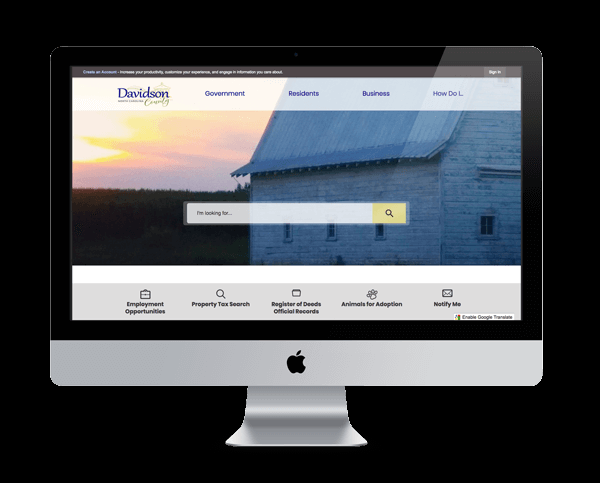 Create an Account - Increase your productivity, customize your experience, and engage in information you care about.
Sign In
Davidson
NORTH CAROLINA County
Government
Residents
Business
How Do I...
I'm looking for...
Employment
Opportunities
Property Tax Search
Register of Deeds
Official Records
Animals for Adoption
Notify Me
Enable Google Translate